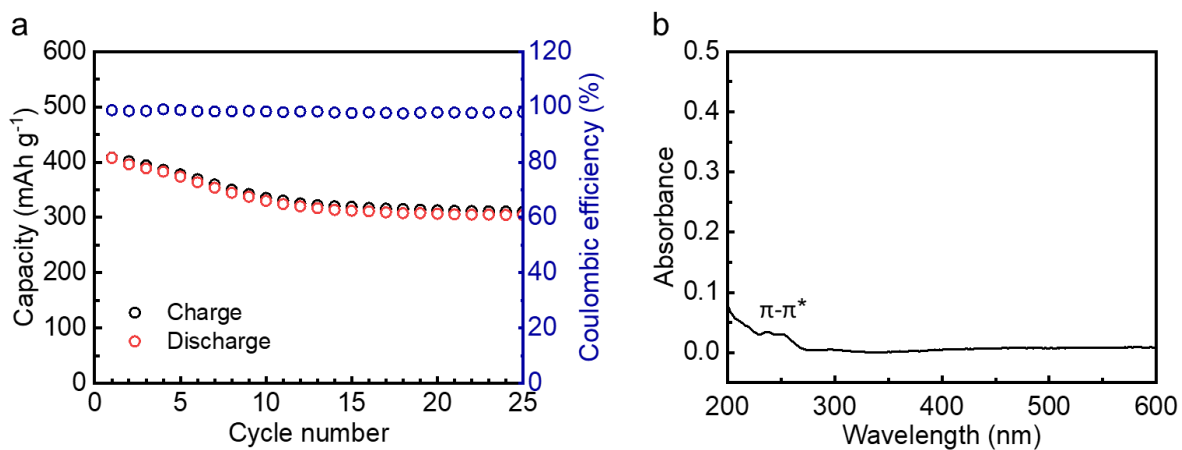 a
600
500
400
300
200
100
0
Capacity (mAh g⁻¹)
120
100
80
60
40
20
0
Coulombic efficiency (%)
Charge
Discharge
0 5 10 15 20 25
Cycle number
b
0.5
0.4
0.3
0.2
0.1
0.0
Absorbance
π-π*
200 300 400 500 600
Wavelength (nm)